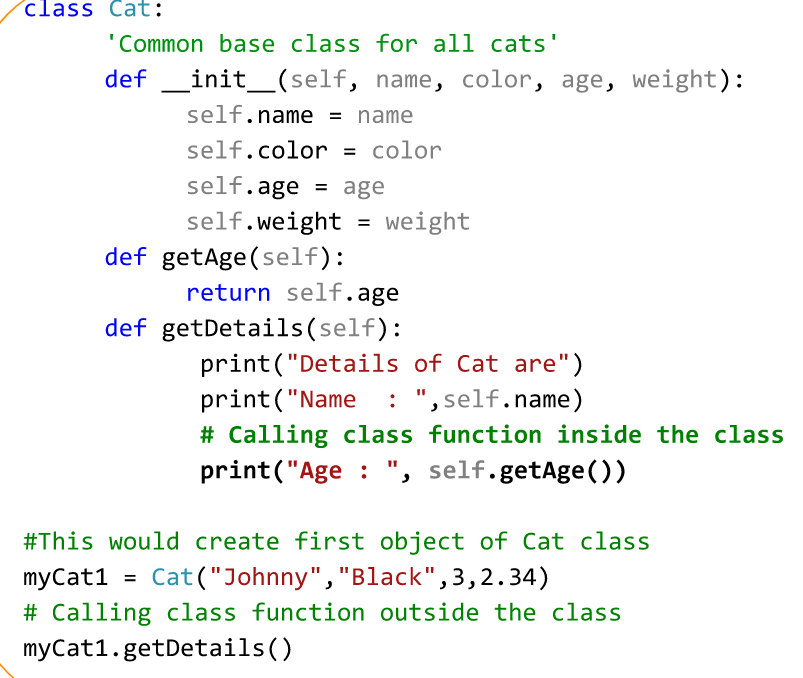 class Cat:
'Common base class for all cats'
def __init__(self, name, color, age, weight):
self.name = name
self.color = color
self.age = age
self.weight = weight
def getAge(self):
return self.age
def getDetails(self):
print("Details of Cat are")
print("Name  : ",self.name)
# Calling class function inside the class
print("Age : ", self.getAge())
#This would create first object of Cat class
myCat1 = Cat("Johnny","Black",3,2.34)
# Calling class function outside the class
myCat1.getDetails()